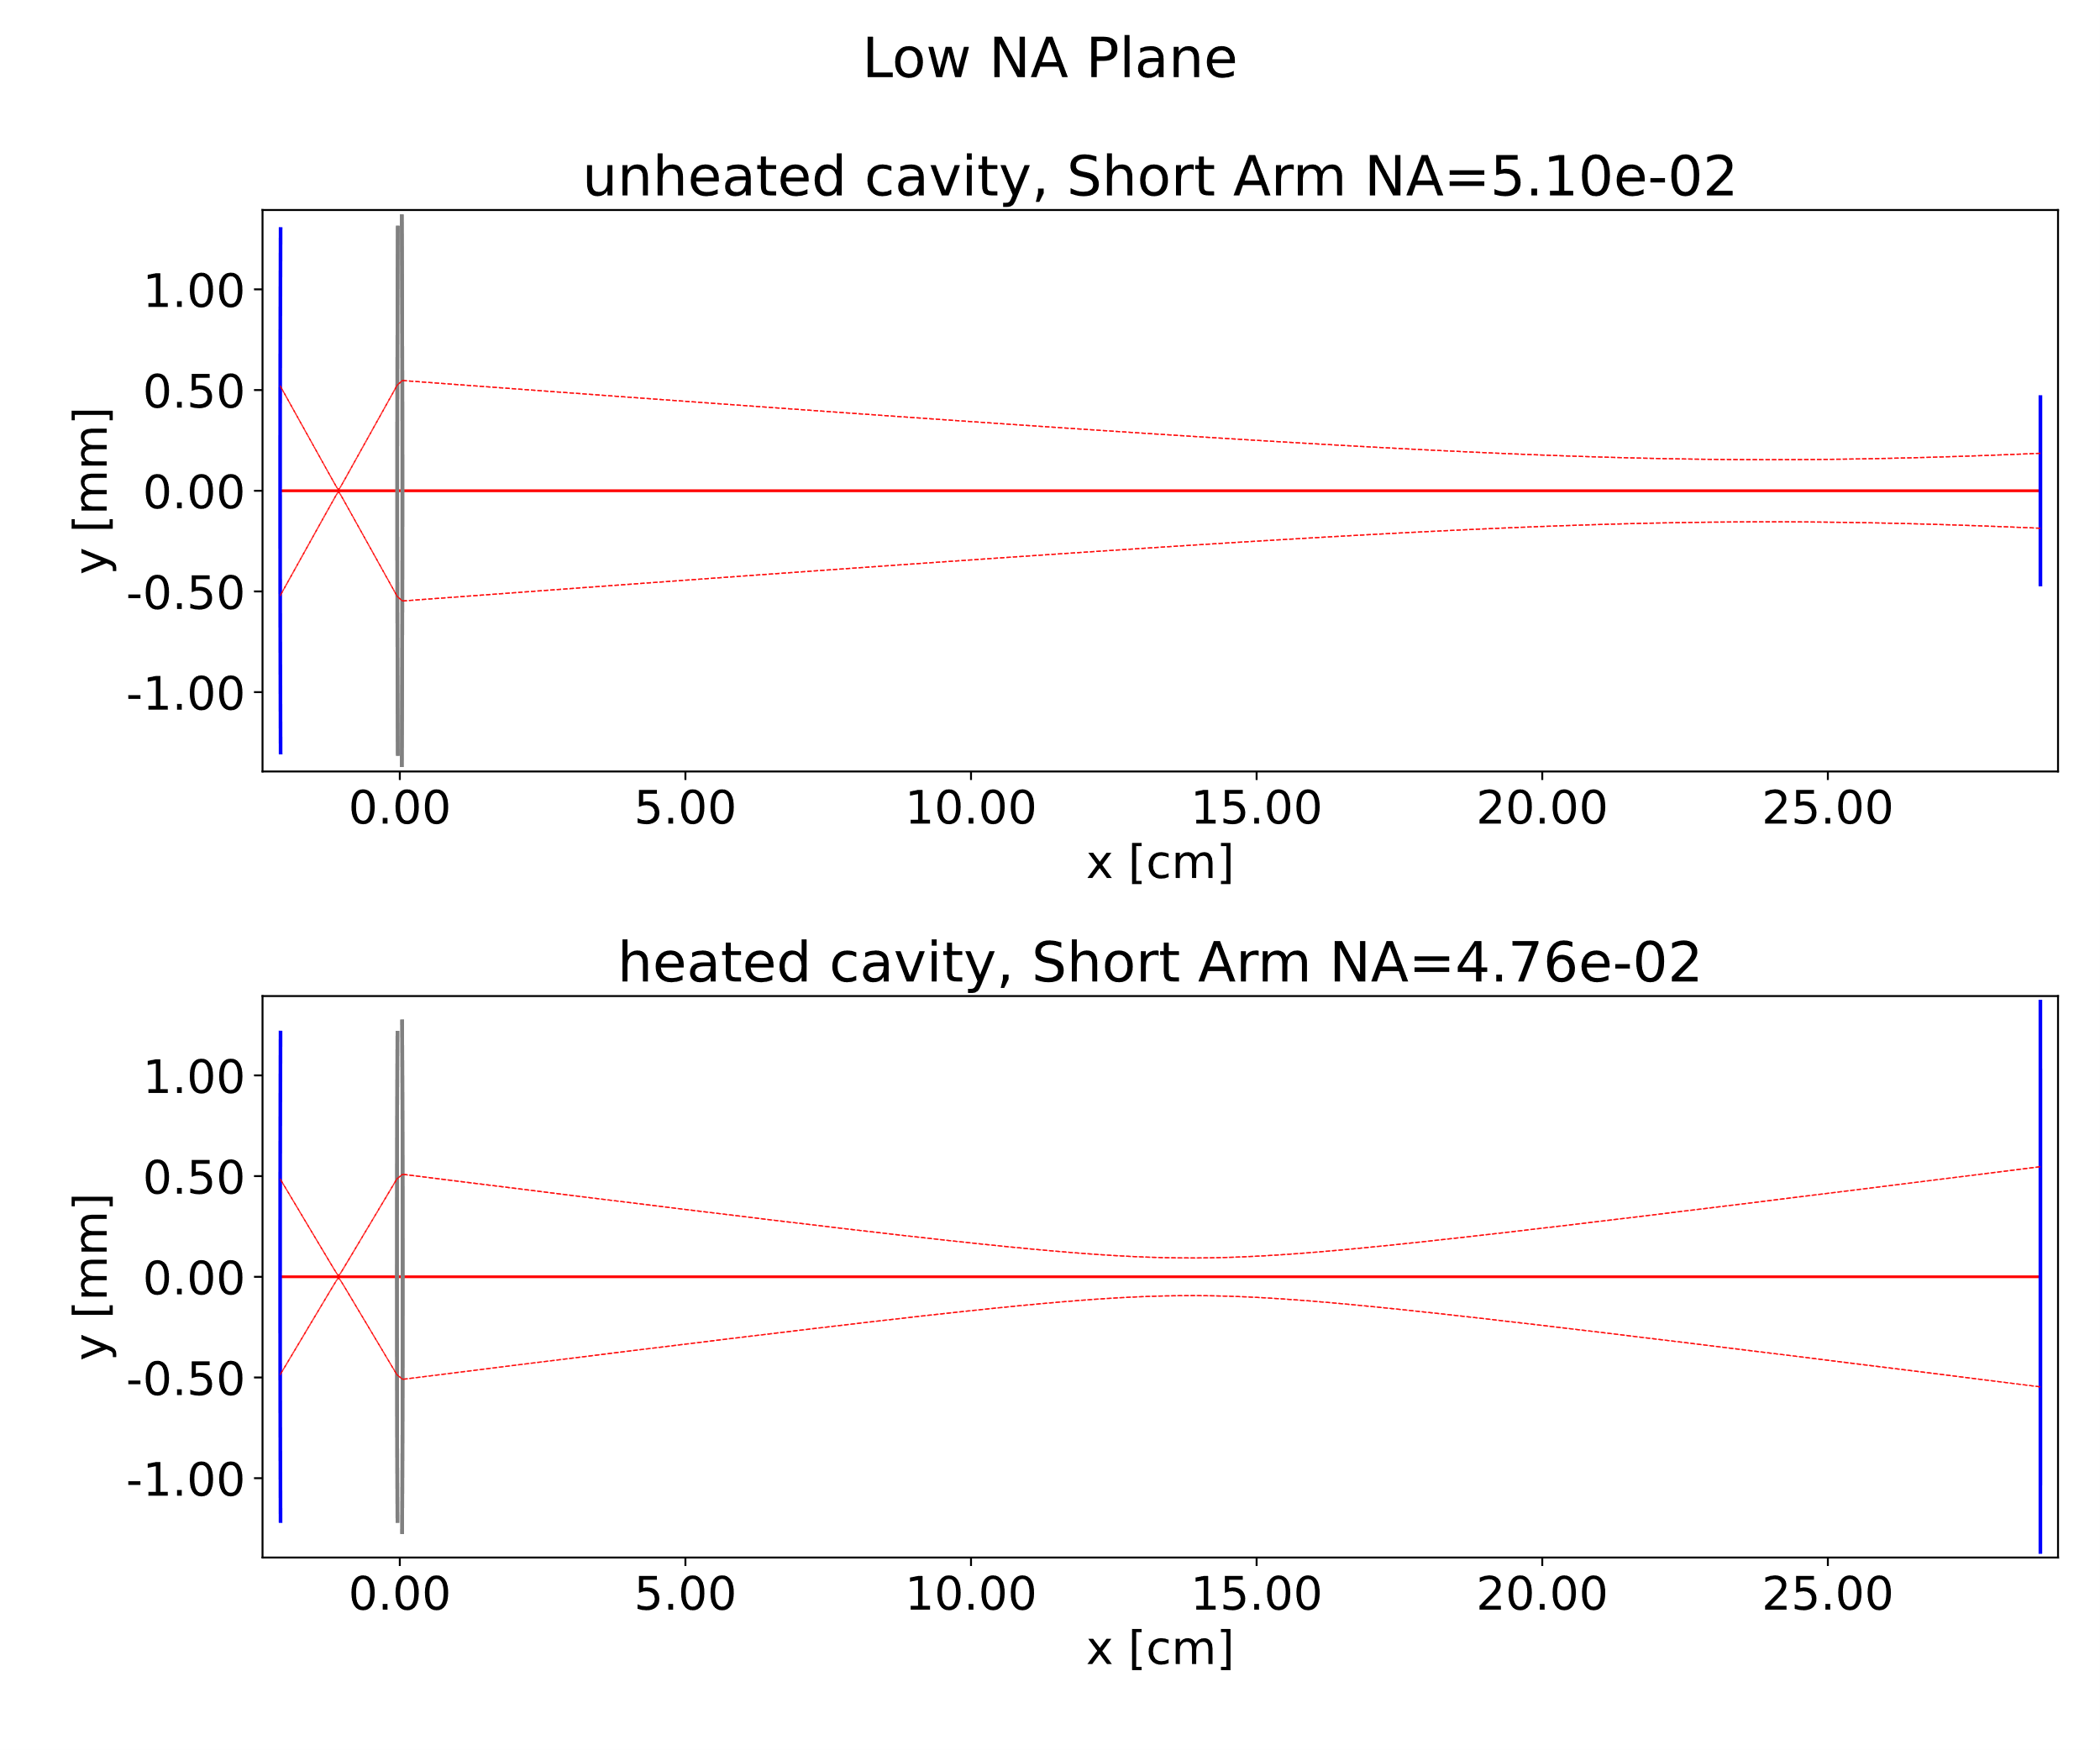 Low NA Plane
unheated cavity, Short Arm NA=5.10e-02
1.00
0.50
0.00
-0.50
-1.00
y [mm]
0.00 5.00 10.00 15.00 20.00 25.00
x [cm]
heated cavity, Short Arm NA=4.76e-02
1.00
0.50
0.00
-0.50
-1.00
y [mm]
0.00 5.00 10.00 15.00 20.00 25.00
x [cm]